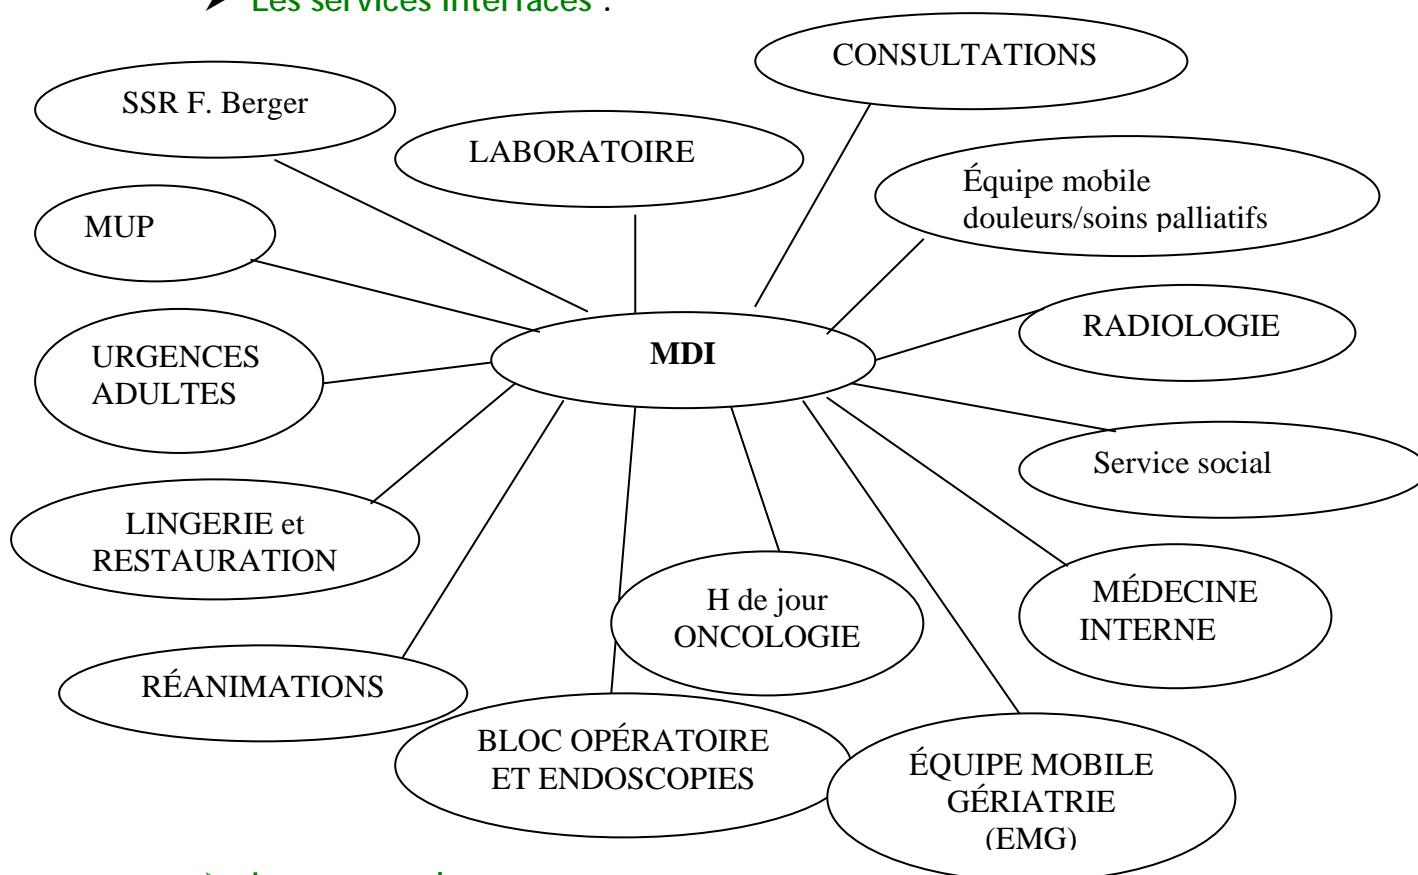 Les services interfaces :
CONSULTATIONS
SSR F. Berger
LABORATOIRE
Équipe mobile
douleurs/soins palliatifs
MUP
RADIOLOGIE
MDI
URGENCES
ADULTES
Service social
LINGERIE et
RESTAURATION
H de jour
ONCOLOGIE
MÉDECINE
INTERNE
RÉANIMATIONS
BLOC OPÉRATOIRE
ET ENDOSCOPIES
ÉQUIPE MOBILE
GÉRIATRIE
(EMG)